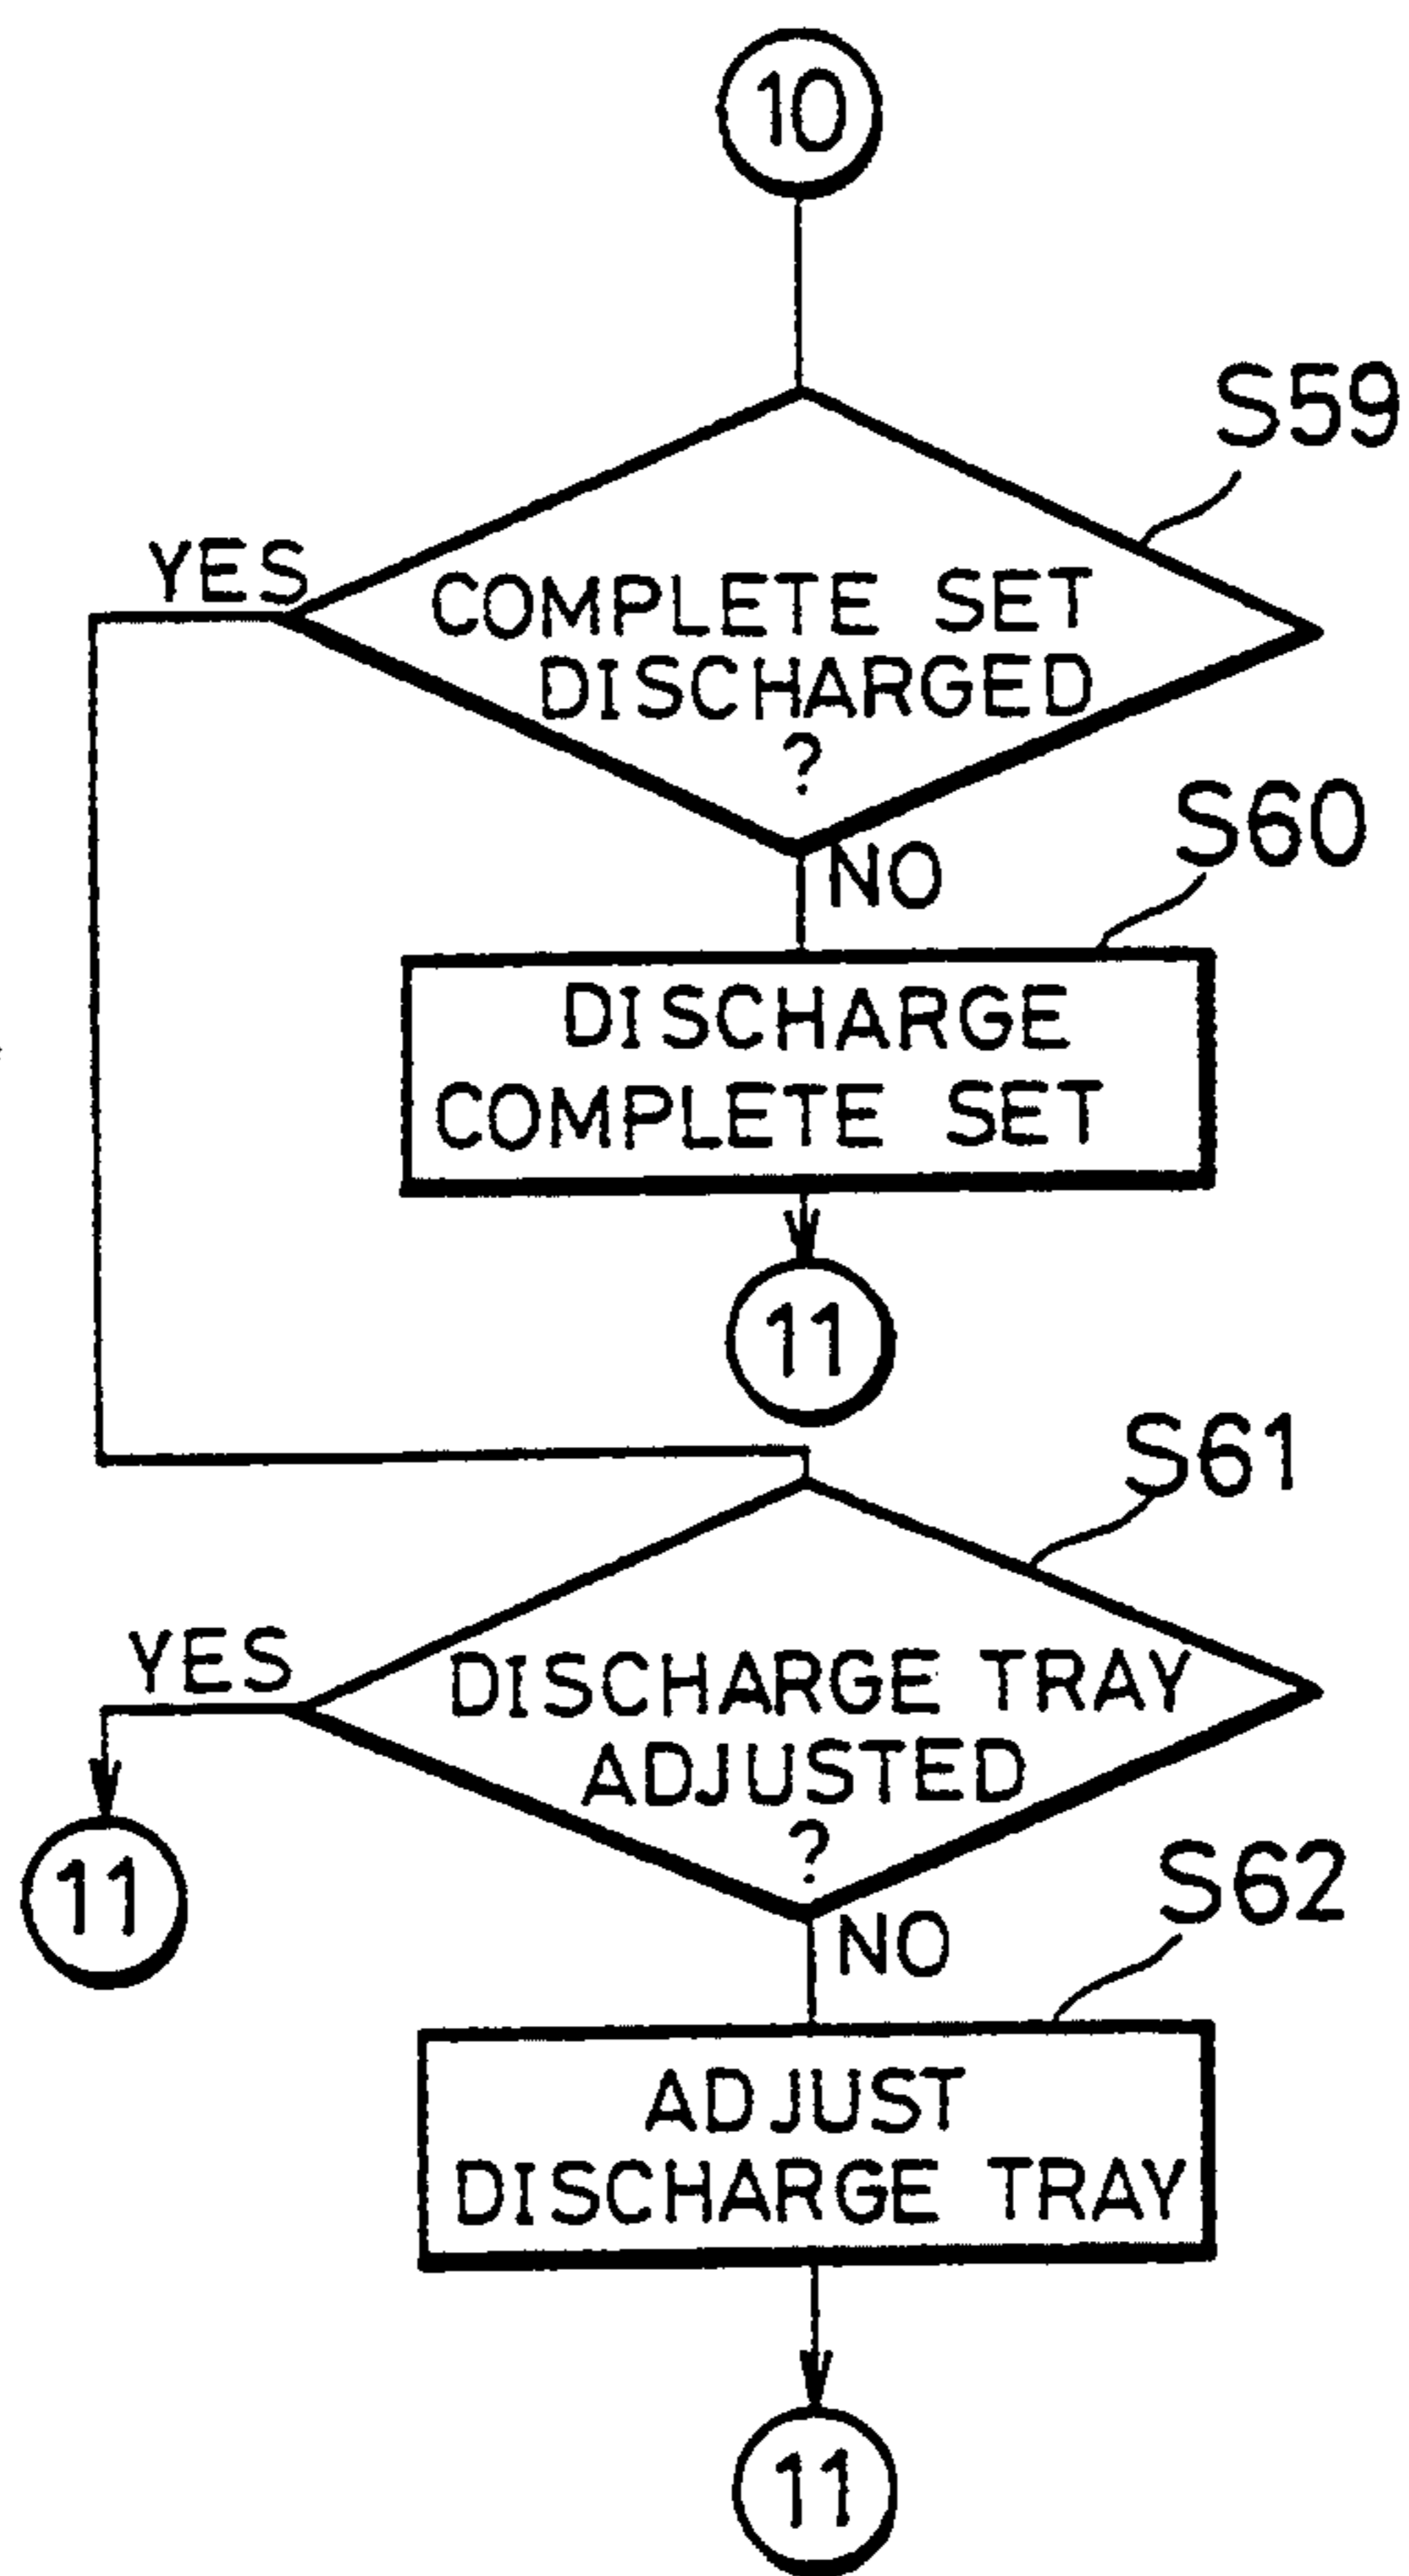 10
S59
YES
COMPLETE SET
DISCHARGED
?
NO
S60
DISCHARGE
COMPLETE SET
11
S61
YES
DISCHARGE TRAY
ADJUSTED
?
11
NO
S62
ADJUST
DISCHARGE TRAY
11